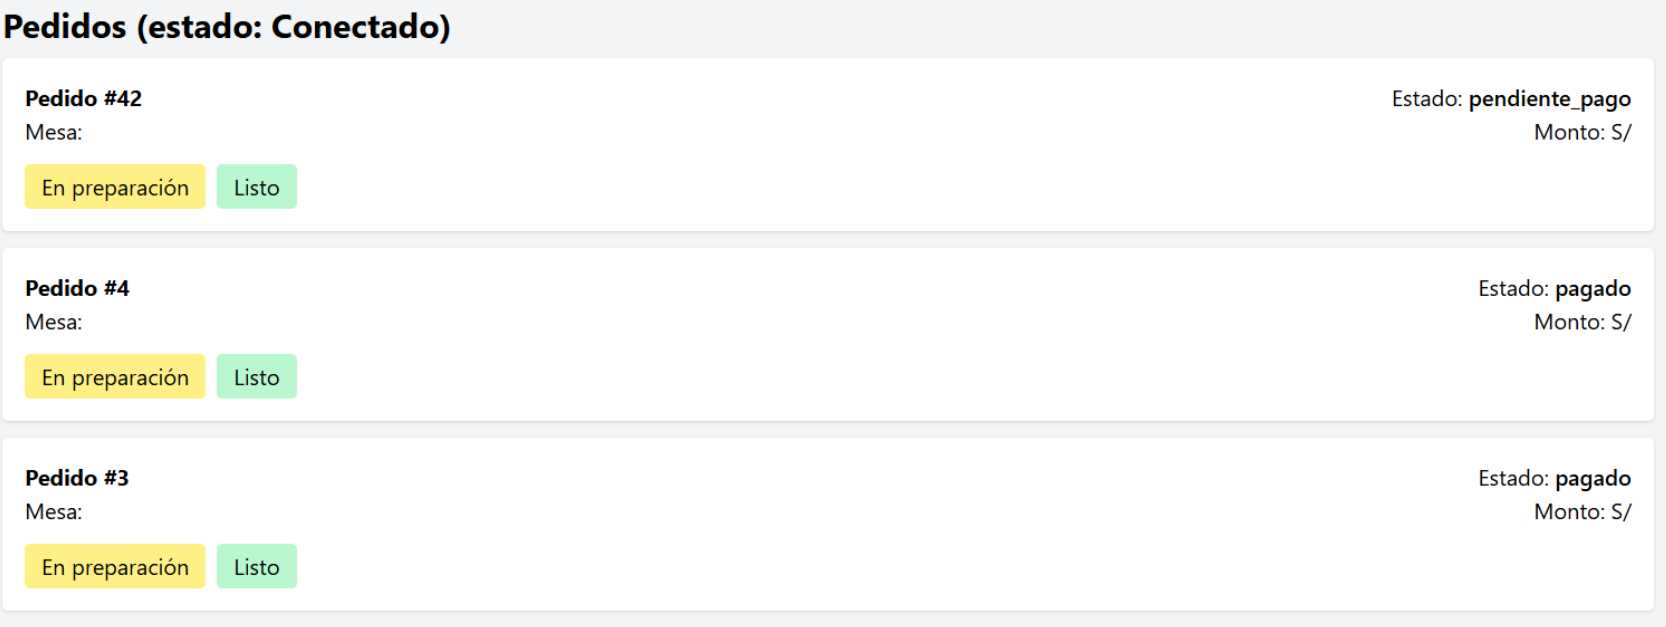 Pedidos (estado: Conectado)
Pedido #42
Estado: pendiente_pago
Mesa:
Monto: S/
En preparación
Listo
Pedido #4
Estado: pagado
Mesa:
Monto: S/
En preparación
Listo
Pedido #3
Estado: pagado
Mesa:
Monto: S/
En preparación
Listo